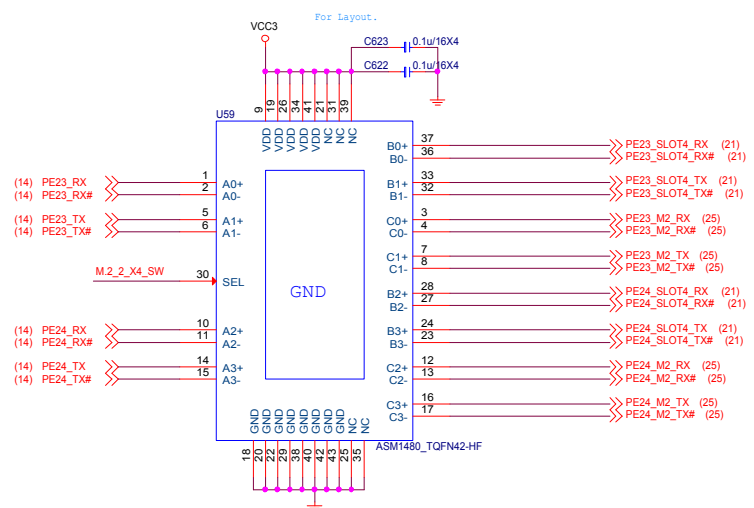 For Layout.
VCC3
C623 0.1u/16X4
C622 0.1u/16X4
U59
9 19 26 34 41 21 31 39
VDD VDD VDD VDD VDD NC NC NC
37 B0+ PE23_SLOT4_RX (21)
36 B0- PE23_SLOT4_RX# (21)
(14) PE23_RX 1 A0+
33 B1+ PE23_SLOT4_TX (21)
(14) PE23_RX# 2 A0-
32 B1- PE23_SLOT4_TX# (21)
(14) PE23_TX 5 A1+
3 C0+ PE23_M2_RX (25)
(14) PE23_TX# 6 A1-
4 C0- PE23_M2_RX# (25)
7 C1+ PE23_M2_TX (25)
8 C1- PE23_M2_TX# (25)
M.2_2_X4_SW 30 SEL
GND
28 B2+ PE24_SLOT4_RX (21)
27 B2- PE24_SLOT4_RX# (21)
(14) PE24_RX 10 A2+
24 B3+ PE24_SLOT4_TX (21)
(14) PE24_RX# 11 A2-
23 B3- PE24_SLOT4_TX# (21)
(14) PE24_TX 14 A3+
12 C2+ PE24_M2_RX (25)
(14) PE24_TX# 15 A3-
13 C2- PE24_M2_RX# (25)
16 C3+ PE24_M2_TX (25)
17 C3- PE24_M2_TX# (25)
GND GND GND GND GND GND GND GND NC NC
ASM1480_TQFN42-HF
18 20 22 29 38 40 42 43 25 35